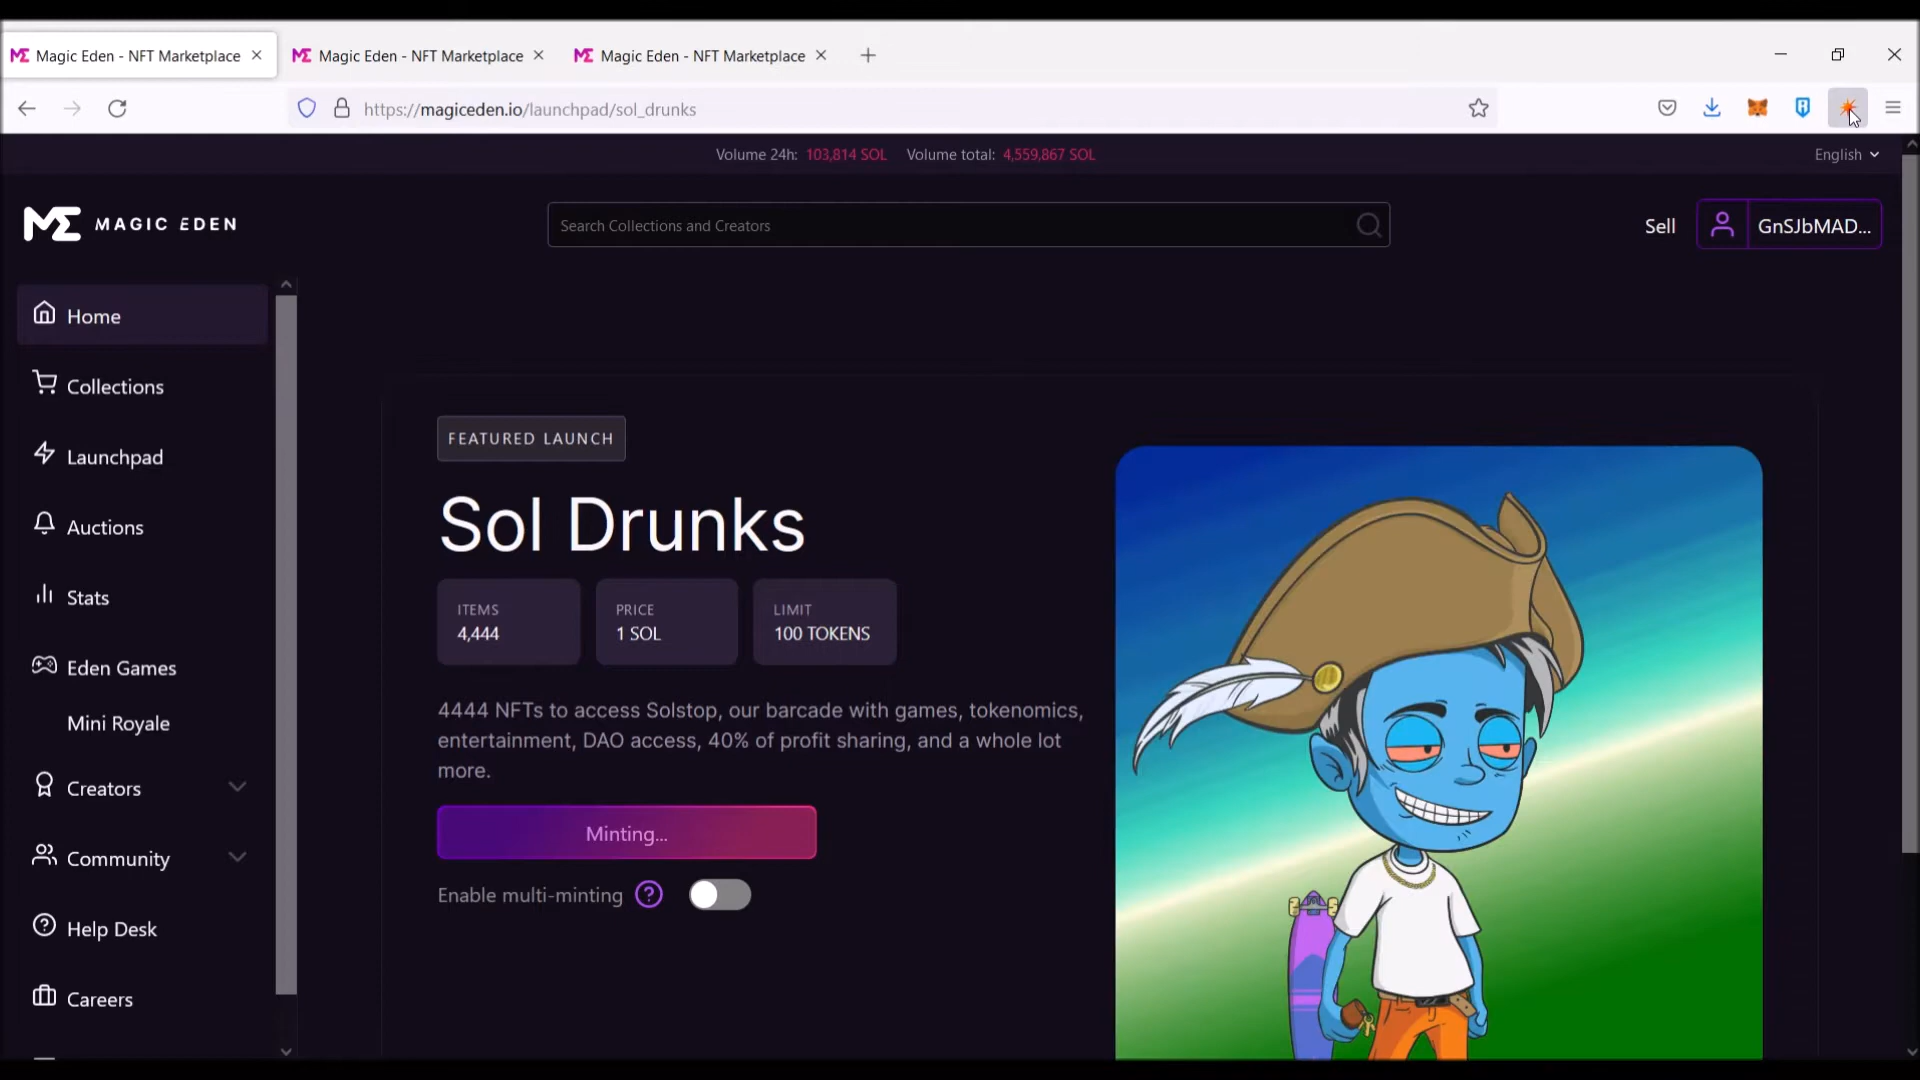 Magic Eden - NFT Marketplace
Magic Eden - NFT Marketplace
Magic Eden - NFT Marketplace
https://magiceden.io/launchpad/sol_drunks
Volume 24h: 103,814 SOL Volume total: 4,559,867 SOL
English
MAGIC EDEN
Search Collections and Creators
Sell
GnSJbMAD...
Home
Collections
Launchpad
Auctions
Stats
Eden Games
Mini Royale
Creators
Community
Help Desk
Careers
FEATURED LAUNCH
Sol Drunks
ITEMS
4,444
PRICE
1 SOL
LIMIT
100 TOKENS
4444 NFTs to access Solstop, our barcade with games, tokenomics,
entertainment, DAO access, 40% of profit sharing, and a whole lot
more.
Minting...
Enable multi-minting ?